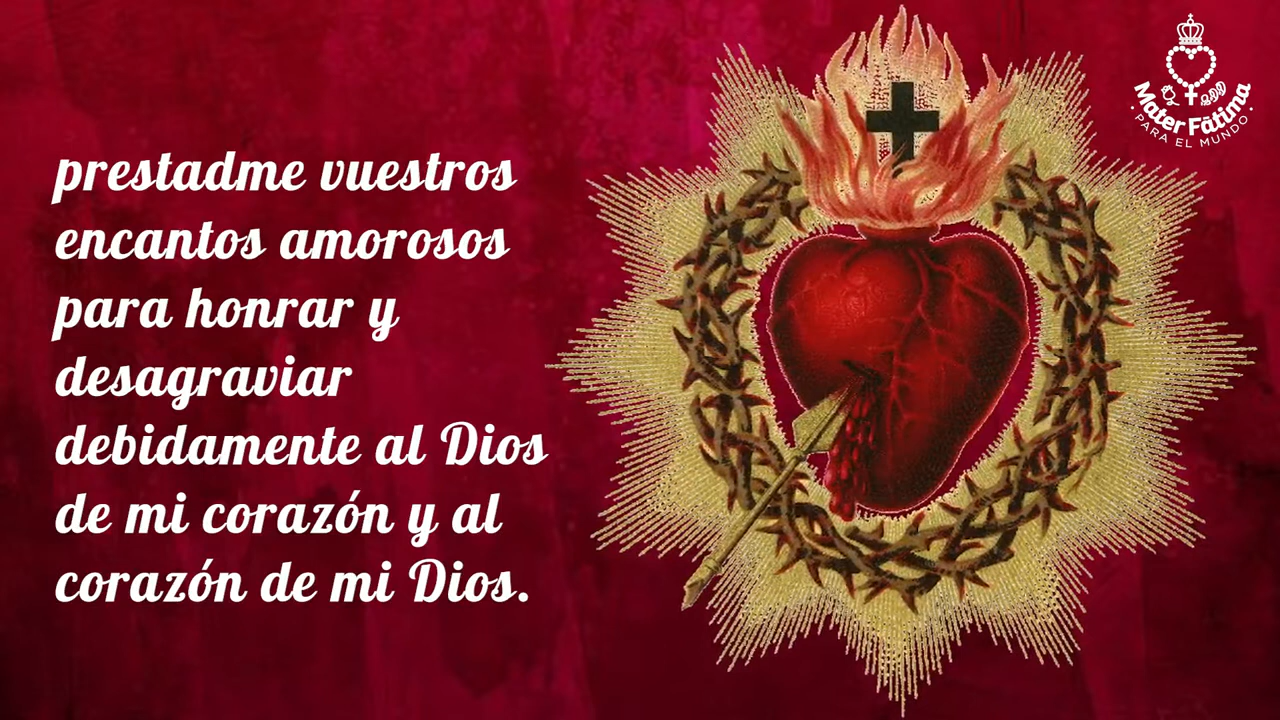 prestadme vuestros
encantos amorosos
para honrar y
desagraviar
debidamente al Dios
de mi corazón y al
corazón de mi Dios.
Mater Fátima
· PARA EL MUNDO ·